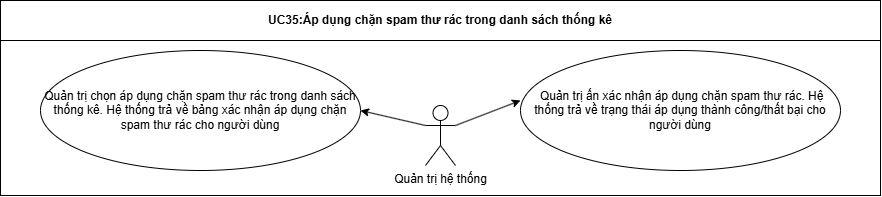 UC35:Áp dụng chặn spam thư rác trong danh sách thống kê
Quản trị chọn áp dụng chặn spam thư rác trong danh sách
thống kê. Hệ thống trả về bảng xác nhận áp dụng chặn
spam thư rác cho người dùng
Quản trị ấn xác nhận áp dụng chặn spam thư rác. Hệ
thống trả về trạng thái áp dụng thành công/thất bại cho
người dùng
Quản trị hệ thống